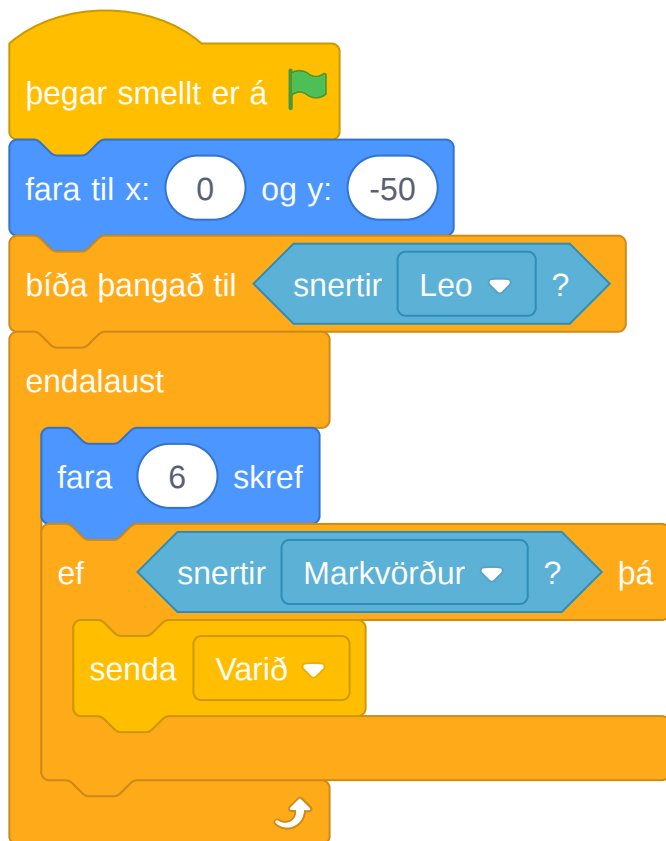 þegar smellt er á
fara til x: 0 og y: -50
bíða þangað til snertir Leo ?
endalaust
fara 6 skref
ef snertir Markvörður ? þá
senda Varið